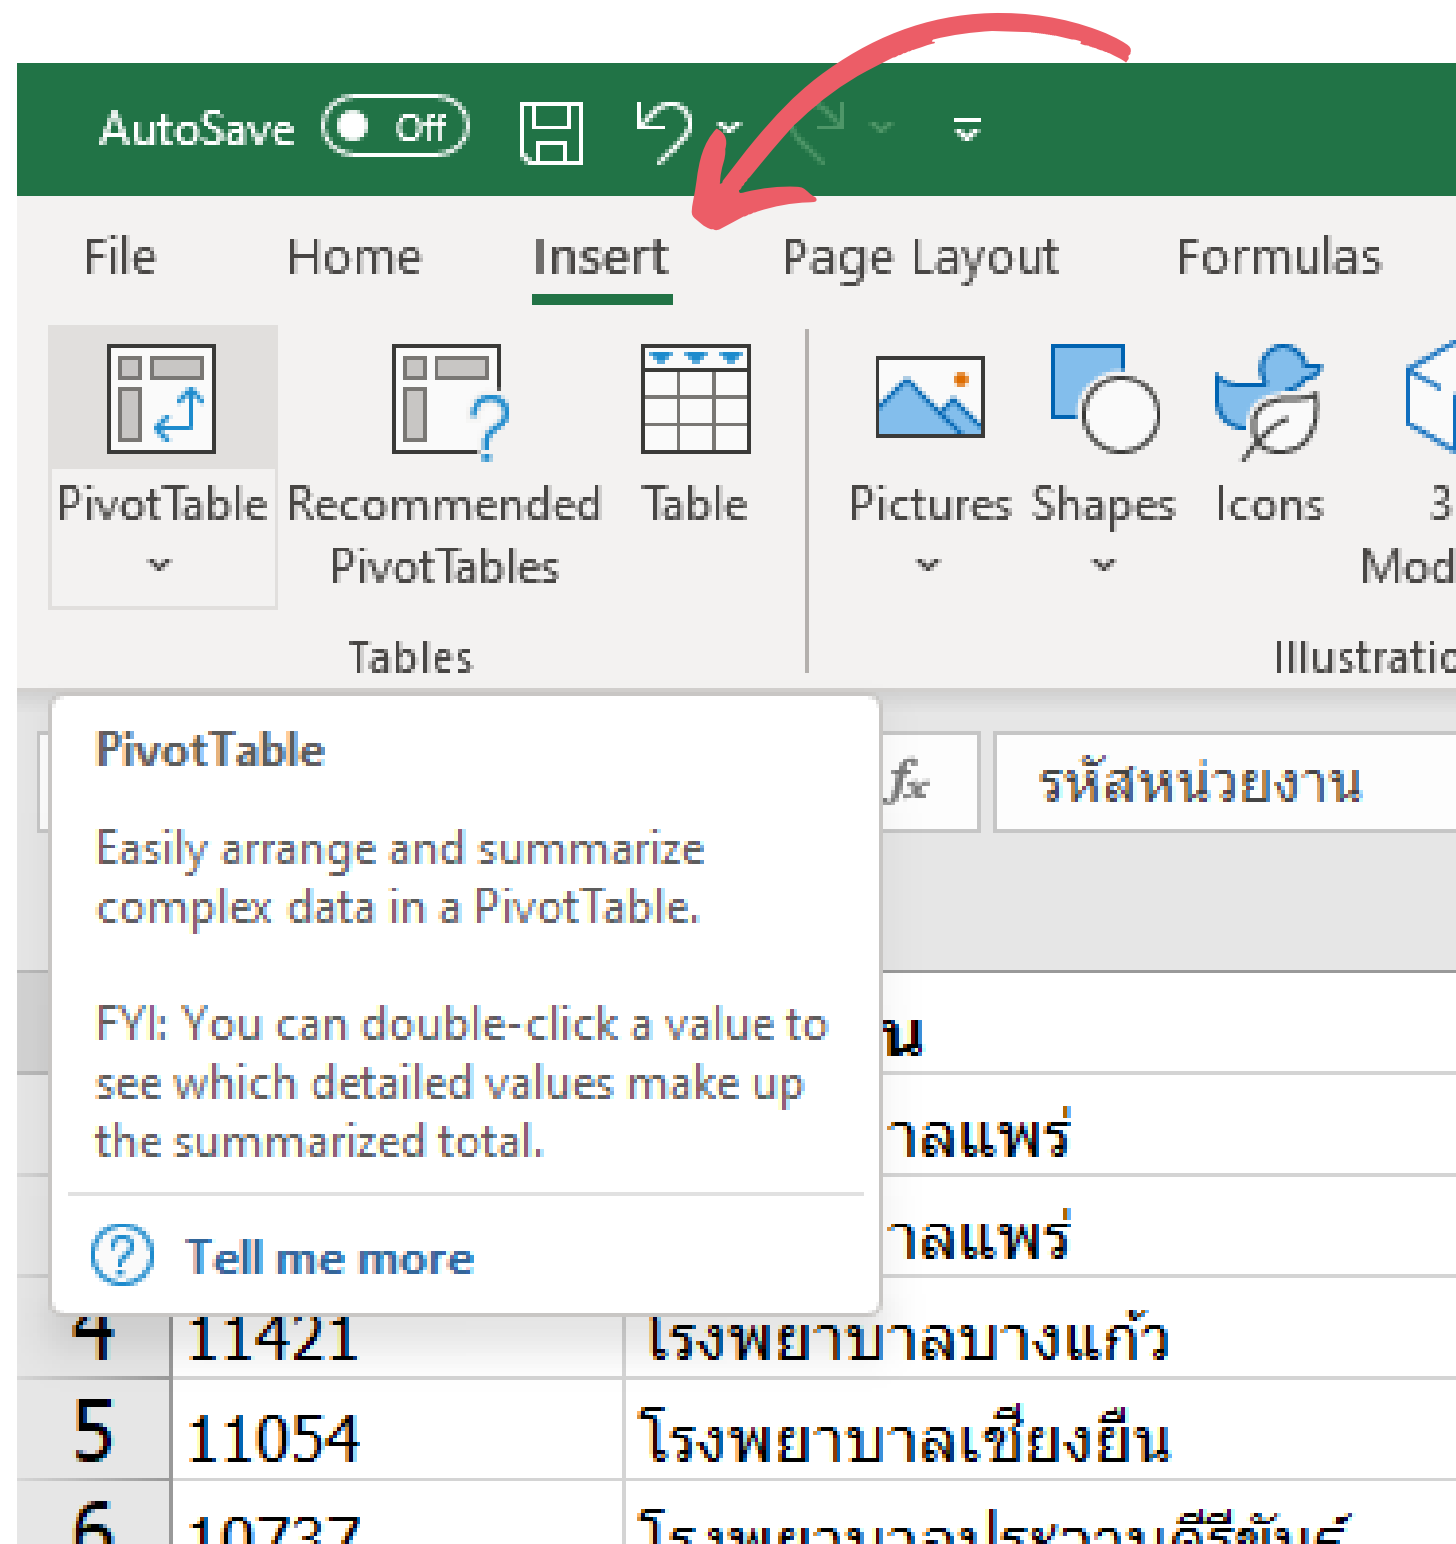 AutoSave Off
File Home Insert Page Layout Formulas
PivotTable Recommended PivotTables Table Pictures Shapes Icons
Tables
PivotTable
fx รหัสหน่วยงาน
Easily arrange and summarize
complex data in a PivotTable.
FYI: You can double-click a value to
see which detailed values make up
the summarized total.
Tell me more
4 11421 โรงพยาบาลบางแก้ว
5 11054 โรงพยาบาลเชียงยืน
6 10737